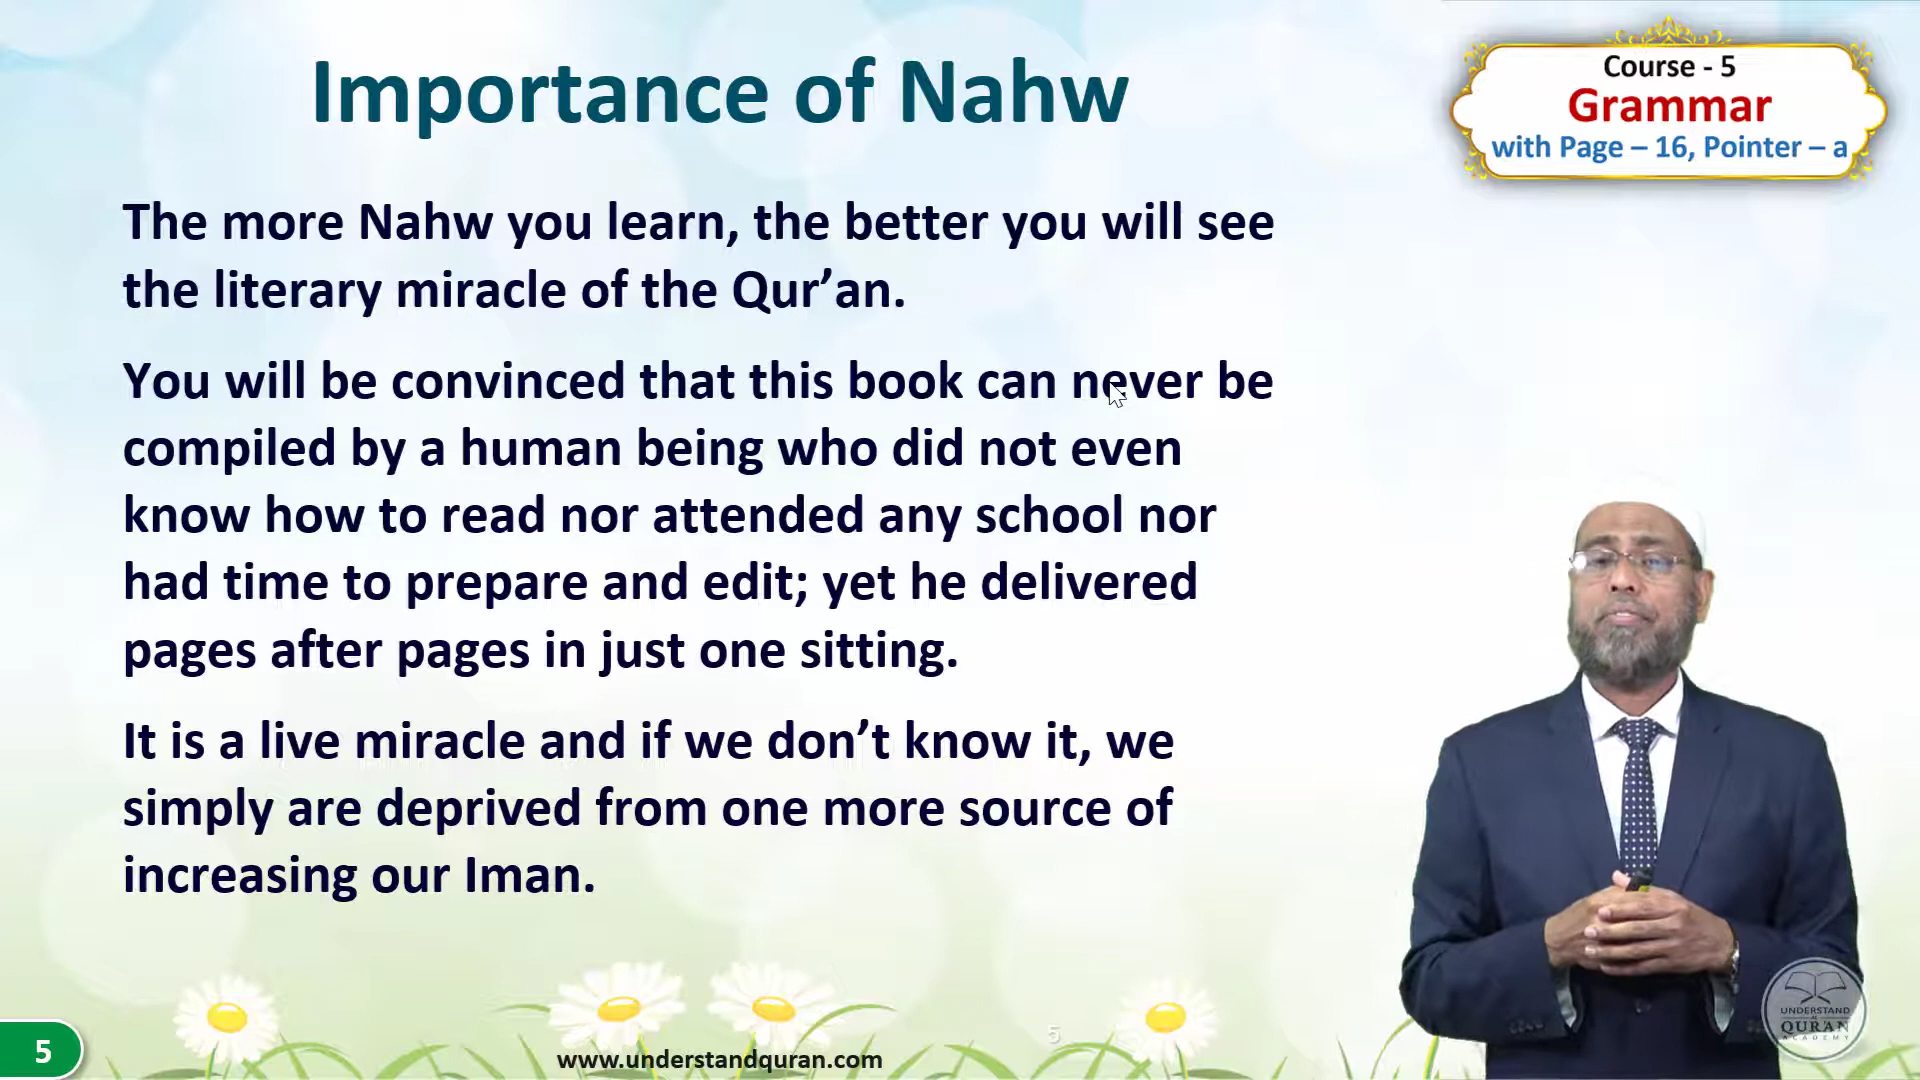 Importance of Nahw
Course - 5
Grammar
with Page – 16, Pointer – a
The more Nahw you learn, the better you will see
the literary miracle of the Qur’an.
You will be convinced that this book can never be
compiled by a human being who did not even
know how to read nor attended any school nor
had time to prepare and edit; yet he delivered
pages after pages in just one sitting.
It is a live miracle and if we don’t know it, we
simply are deprived from one more source of
increasing our Iman.
5
www.understandquran.com
5
UNDERSTAND
AL
QURAN
ACADEMY